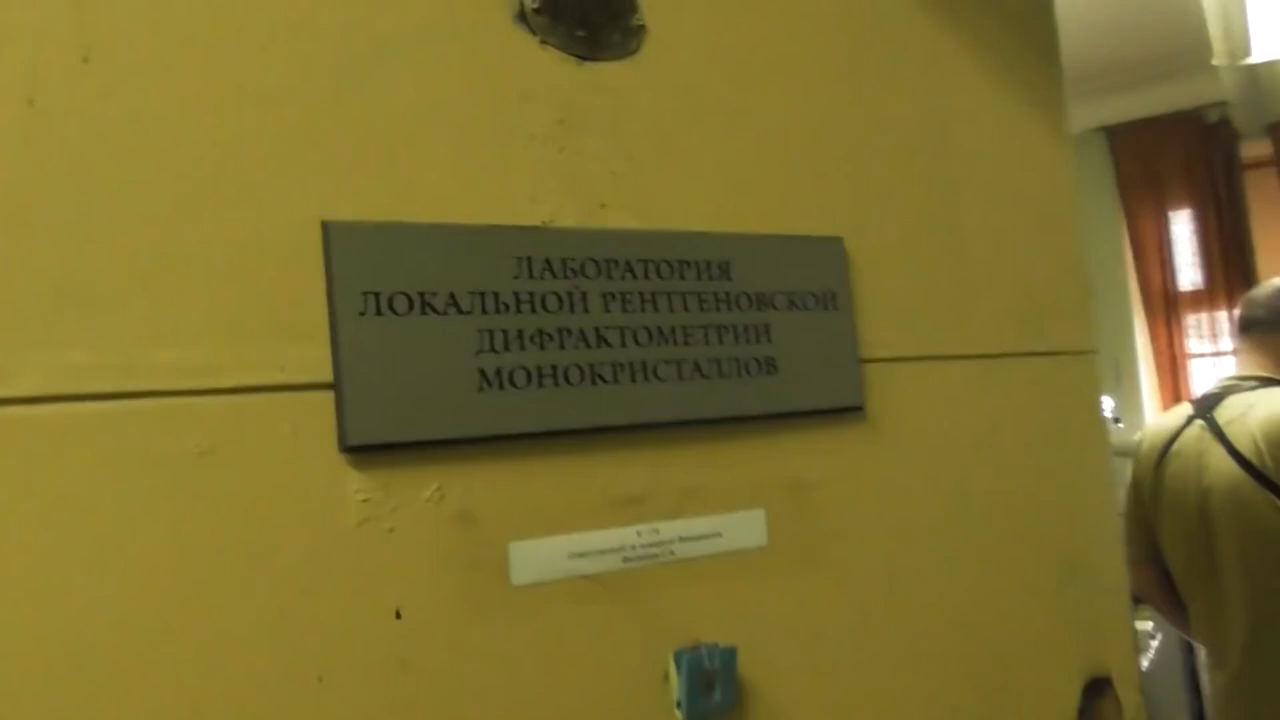 ЛАБОРАТОРИЯ
ЛОКАЛЬНОЙ РЕНТГЕНОВСКОЙ
ДИФРАКТОМЕТРИИ
МОНОКРИСТАЛЛОВ